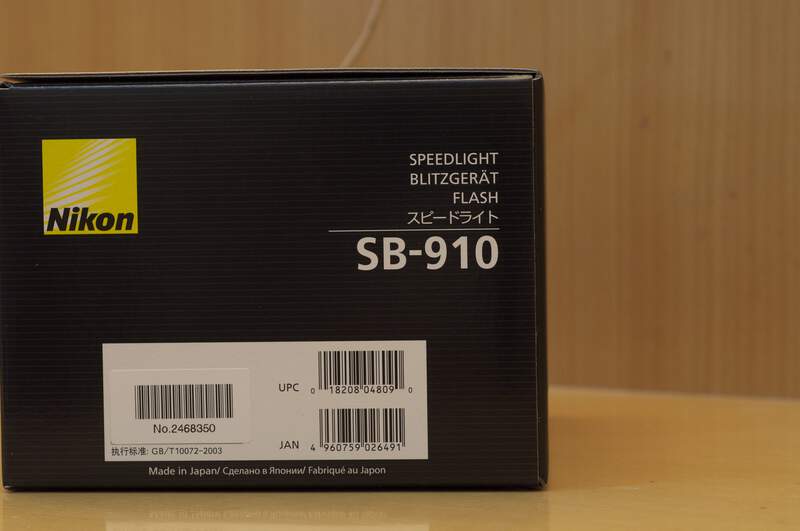 Nikon
SPEEDLIGHT
BLITZGERÄT
FLASH
スピードライト
SB-910
UPC
0 18208 04809 0
No.2468350
JAN
4 960759 026491
执行标准: GB/T10072-2003
Made in Japan/ Сделано в Японии/ Fabriqué au Japon